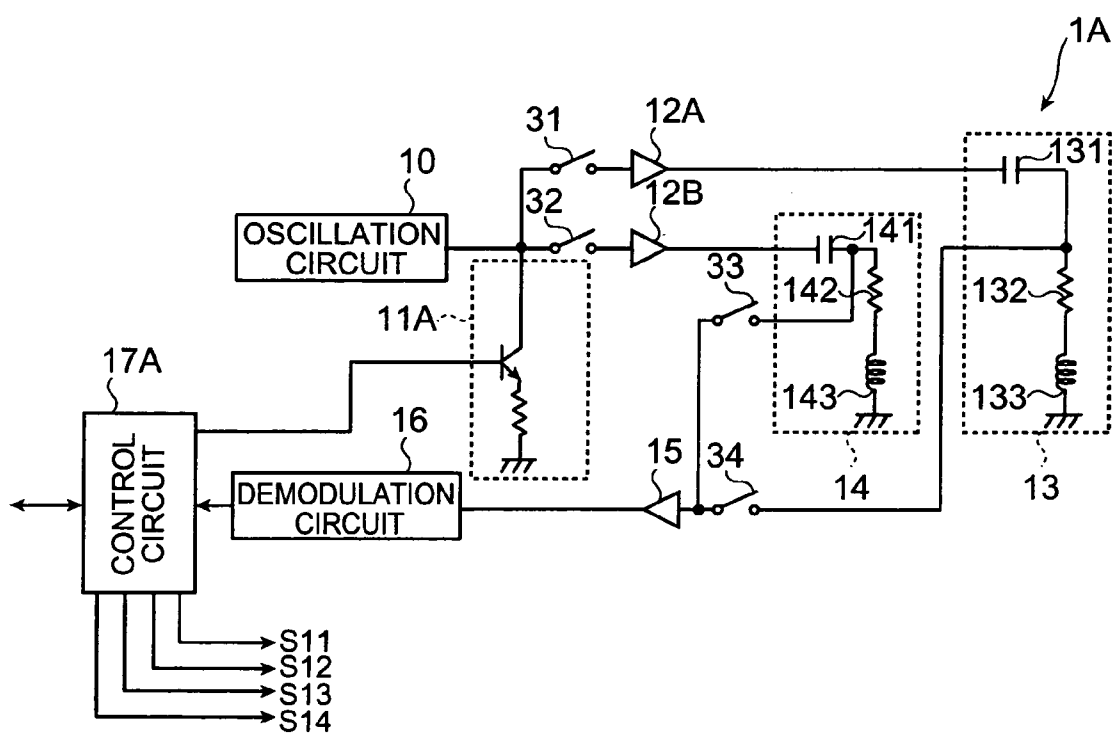 1A
31
12A
131
10
32
12B
OSCILLATION
CIRCUIT
141
33
142
132
11A
17A
143
133
16
15
34
14
13
CONTROL
CIRCUIT
DEMODULATION
CIRCUIT
S11
S12
S13
S14